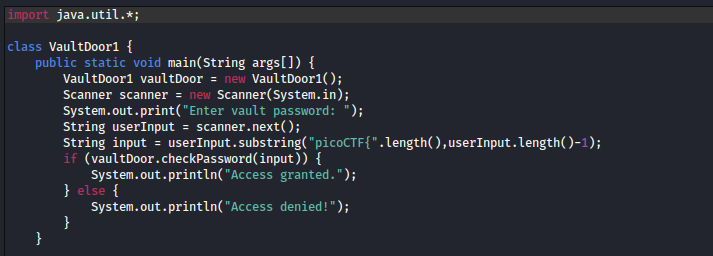 import java.util.*;
class VaultDoor1 {
public static void main(String args[]) {
VaultDoor1 vaultDoor = new VaultDoor1();
Scanner scanner = new Scanner(System.in);
System.out.print("Enter vault password: ");
String userInput = scanner.next();
String input = userInput.substring("picoCTF{".length(),userInput.length()-1);
if (vaultDoor.checkPassword(input)) {
System.out.println("Access granted.");
} else {
System.out.println("Access denied!");
}
}